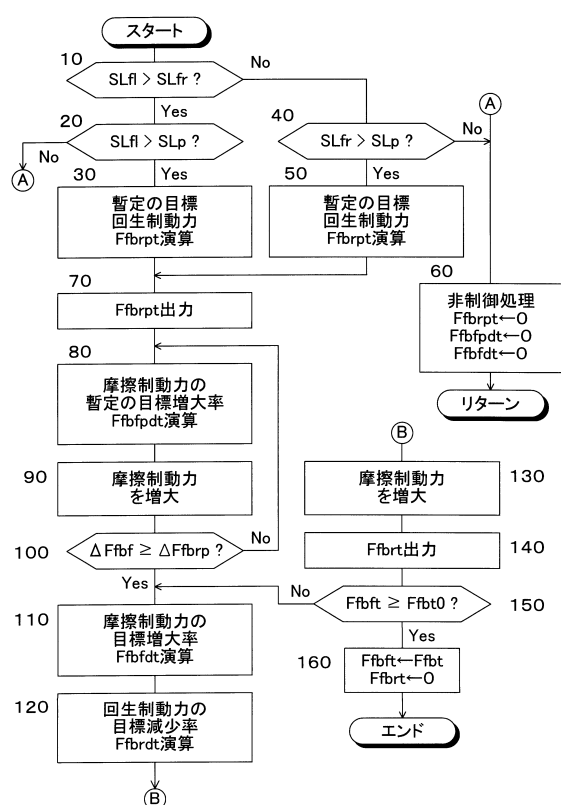 スタート
10
SLfl > SLfr ?
No
Yes
20
SLfl > SLp ?
No
Ⓐ
Yes
40
SLfr > SLp ?
No
Ⓐ
Yes
30
暫定の目標
回生制動力
Ffbrpt演算
50
暫定の目標
回生制動力
Ffbrpt演算
60
非制御処理
Ffbrpt←0
Ffbfpdt←0
Ffbfdt←0
リターン
70
Ffbrpt出力
80
摩擦制動力の
暫定の目標増大率
Ffbfpdt演算
90
摩擦制動力
を増大
100
ΔFfbf ≥ ΔFfbrp ?
No
Yes
110
摩擦制動力の
目標増大率
Ffbfdt演算
120
回生制動力の
目標減少率
Ffbrdt演算
Ⓑ
Ⓑ
130
摩擦制動力
を増大
140
Ffbrt出力
150
Ffbft ≥ Ffbt0 ?
No
Yes
160
Ffbft←Ffbt
Ffbrt←0
エンド